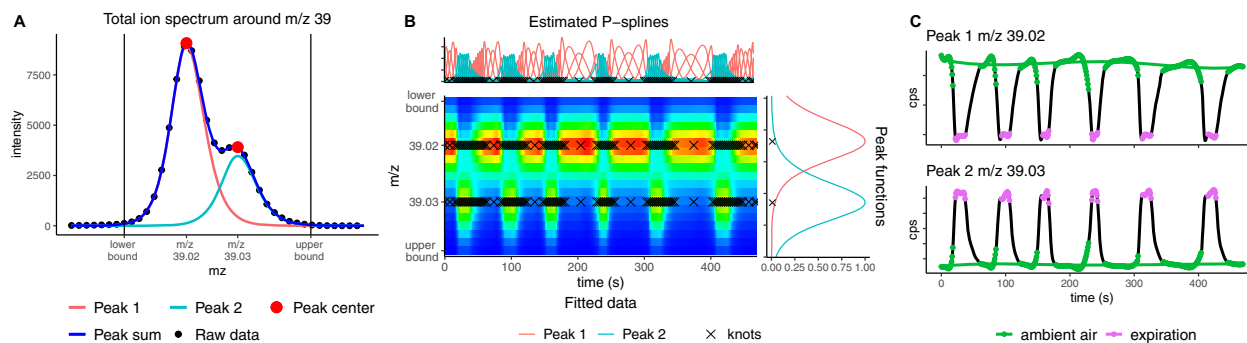 A
Total ion spectrum around m/z 39
intensity
7500
5000
2500
0
lower
bound
m/z
39.02
m/z
39.03
upper
bound
mz
Peak 1
Peak 2
Peak center
Peak sum
Raw data
B
Estimated P−splines
lower
bound
39.02
39.03
upper
bound
m/z
0
100
200
300
400
time (s)
0.00
0.25
0.50
0.75
1.00
Peak functions
Fitted data
Peak 1
Peak 2
knots
C
Peak 1 m/z 39.02
cps
Peak 2 m/z 39.03
cps
0
100
200
300
400
time (s)
ambient air
expiration